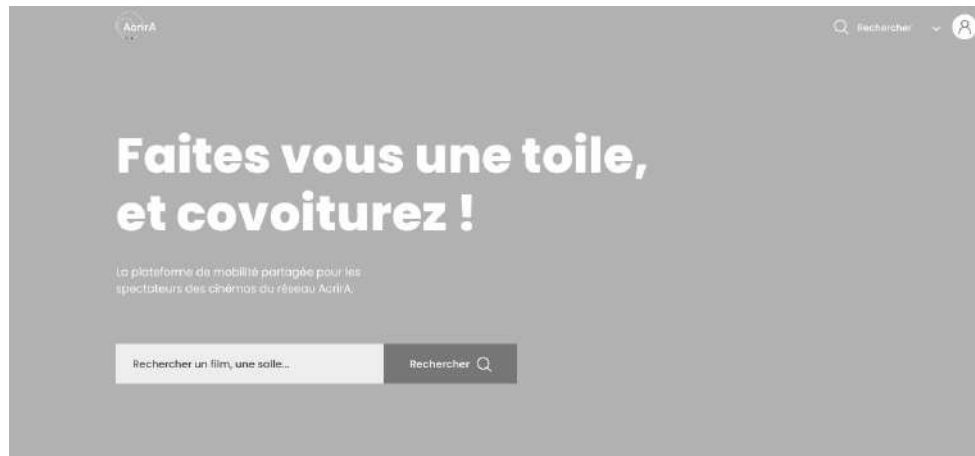 AcrirA
Rechercher
Faites vous une toile,
et covoiturez !
La plateforme de mobilité partagée pour les
spectateurs des cinémas du réseau AcrirA.
Rechercher un film, une salle...
Rechercher